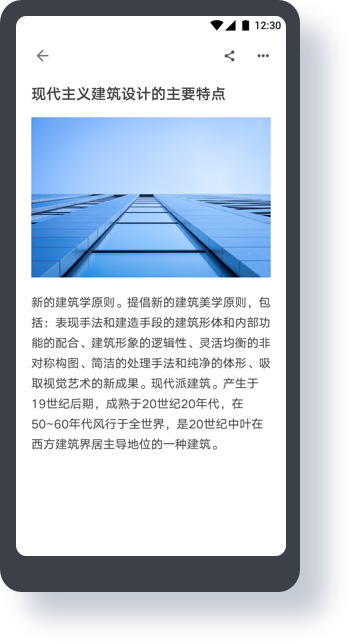 12:30
现代主义建筑设计的主要特点
新的建筑学原则。提倡新的建筑美学原则，包
括：表现手法和建造手段的建筑形体和内部功
能的配合、建筑形象的逻辑性、灵活均衡的非
对称构图、简洁的处理手法和纯净的体形、吸
取视觉艺术的新成果。现代派建筑。产生于
19世纪后期，成熟于20世纪20年代，在
50~60年代风行于全世界，是20世纪中叶在
西方建筑界居主导地位的一种建筑。